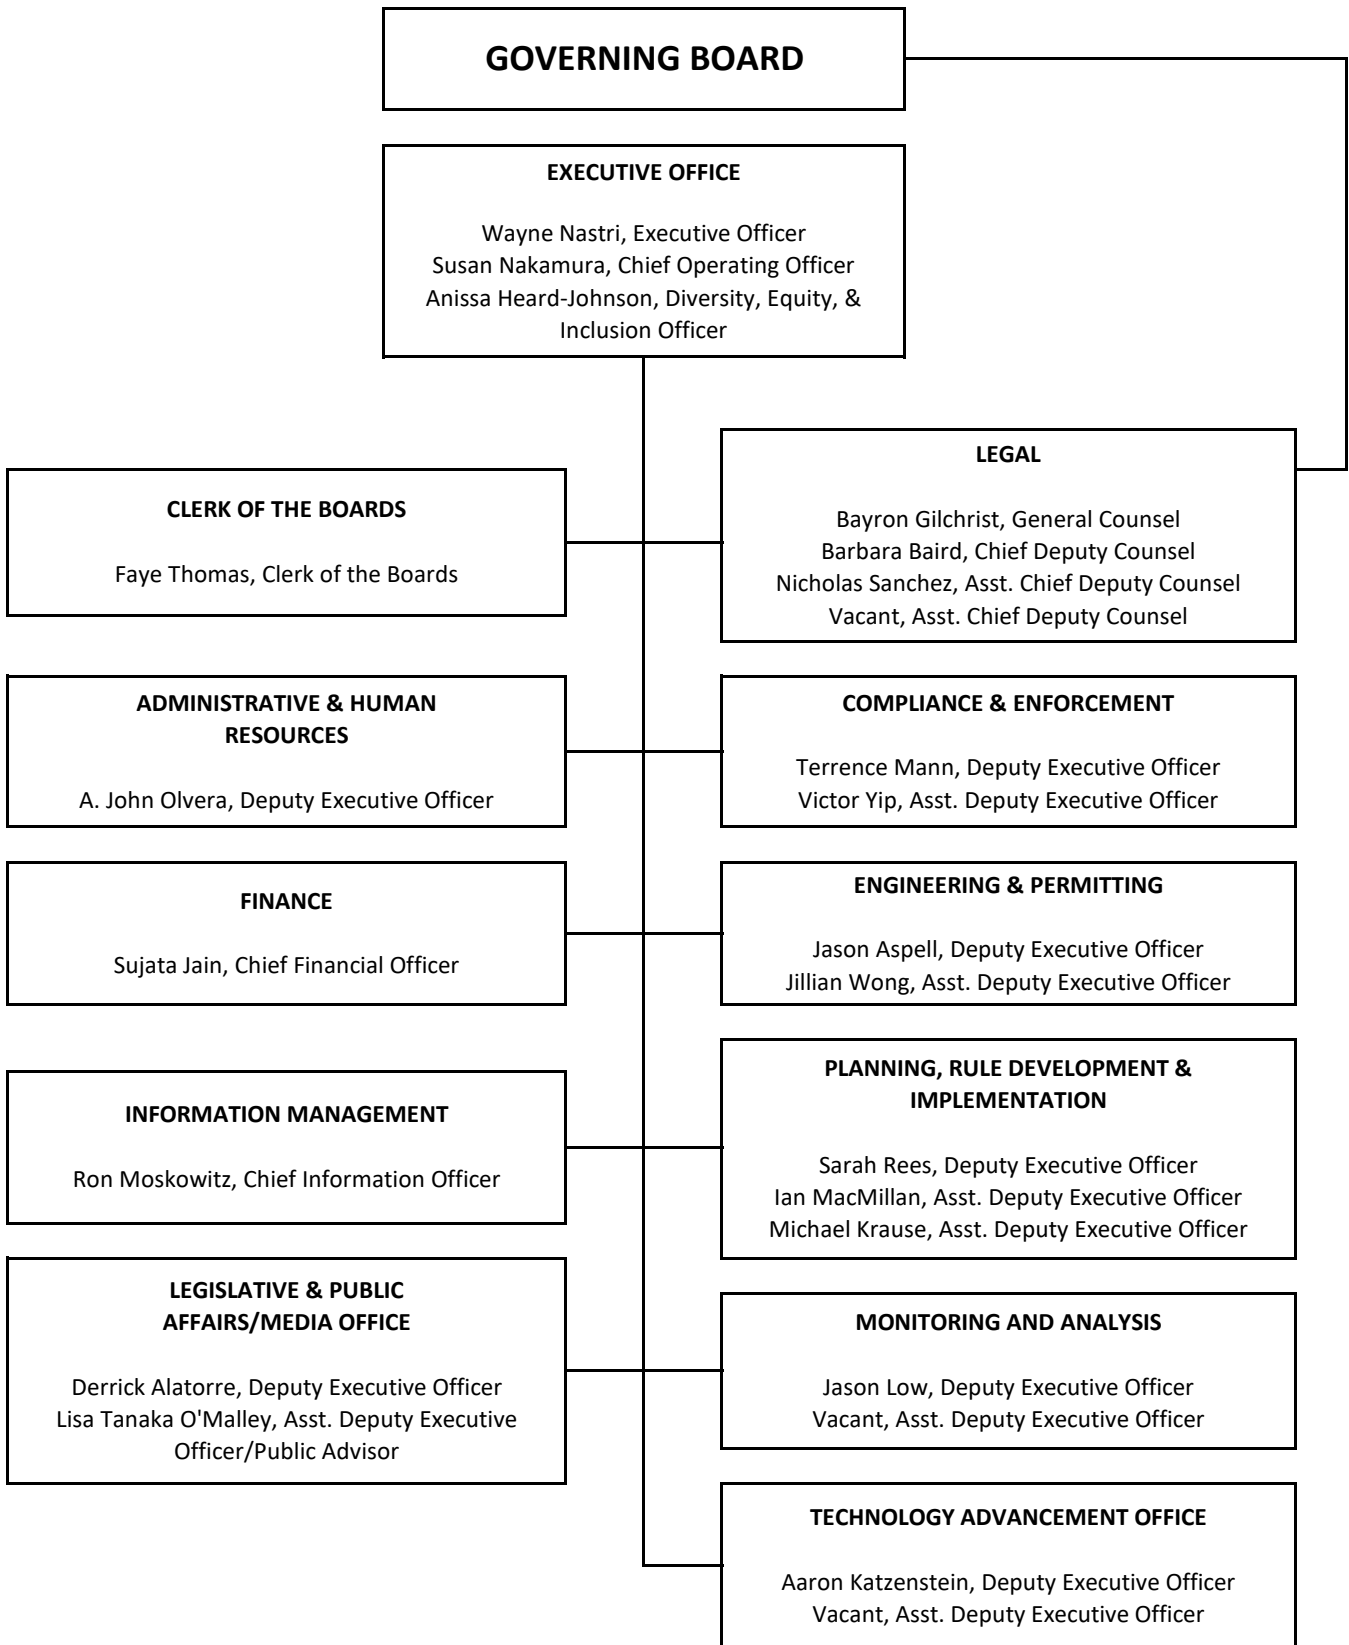 GOVERNING BOARD
EXECUTIVE OFFICE
Wayne Nastri, Executive Officer
Susan Nakamura, Chief Operating Officer
Anissa Heard-Johnson, Diversity, Equity, &
Inclusion Officer
CLERK OF THE BOARDS
Faye Thomas, Clerk of the Boards
LEGAL
Bayron Gilchrist, General Counsel
Barbara Baird, Chief Deputy Counsel
Nicholas Sanchez, Asst. Chief Deputy Counsel
Vacant, Asst. Chief Deputy Counsel
ADMINISTRATIVE & HUMAN
RESOURCES
A. John Olvera, Deputy Executive Officer
COMPLIANCE & ENFORCEMENT
Terrence Mann, Deputy Executive Officer
Victor Yip, Asst. Deputy Executive Officer
FINANCE
Sujata Jain, Chief Financial Officer
ENGINEERING & PERMITTING
Jason Aspell, Deputy Executive Officer
Jillian Wong, Asst. Deputy Executive Officer
INFORMATION MANAGEMENT
Ron Moskowitz, Chief Information Officer
PLANNING, RULE DEVELOPMENT &
IMPLEMENTATION
Sarah Rees, Deputy Executive Officer
Ian MacMillan, Asst. Deputy Executive Officer
Michael Krause, Asst. Deputy Executive Officer
LEGISLATIVE & PUBLIC
AFFAIRS/MEDIA OFFICE
Derrick Alatorre, Deputy Executive Officer
Lisa Tanaka O'Malley, Asst. Deputy Executive
Officer/Public Advisor
MONITORING AND ANALYSIS
Jason Low, Deputy Executive Officer
Vacant, Asst. Deputy Executive Officer
TECHNOLOGY ADVANCEMENT OFFICE
Aaron Katzenstein, Deputy Executive Officer
Vacant, Asst. Deputy Executive Officer